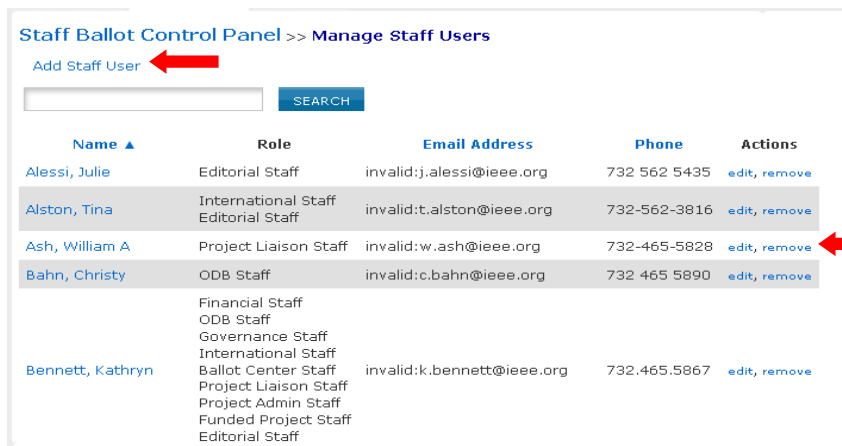 Staff Ballot Control Panel >> Manage Staff Users
Add Staff User
SEARCH
Name ▲ Role Email Address Phone Actions
Alessi, Julie Editorial Staff invalid:j.alessi@ieee.org 732 562 5435 edit, remove
International Staff
Alston, Tina Editorial Staff invalid:t.alston@ieee.org 732-562-3816 edit, remove
Ash, William A Project Liaison Staff invalid:w.ash@ieee.org 732-465-5828 edit, remove
Bahn, Christy ODB Staff invalid:c.bahn@ieee.org 732 465 5890 edit, remove
Financial Staff
ODB Staff
Governance Staff
International Staff
Bennett, Kathryn Ballot Center Staff invalid:k.bennett@ieee.org 732.465.5867 edit, remove
Project Liaison Staff
Project Admin Staff
Funded Project Staff
Editorial Staff